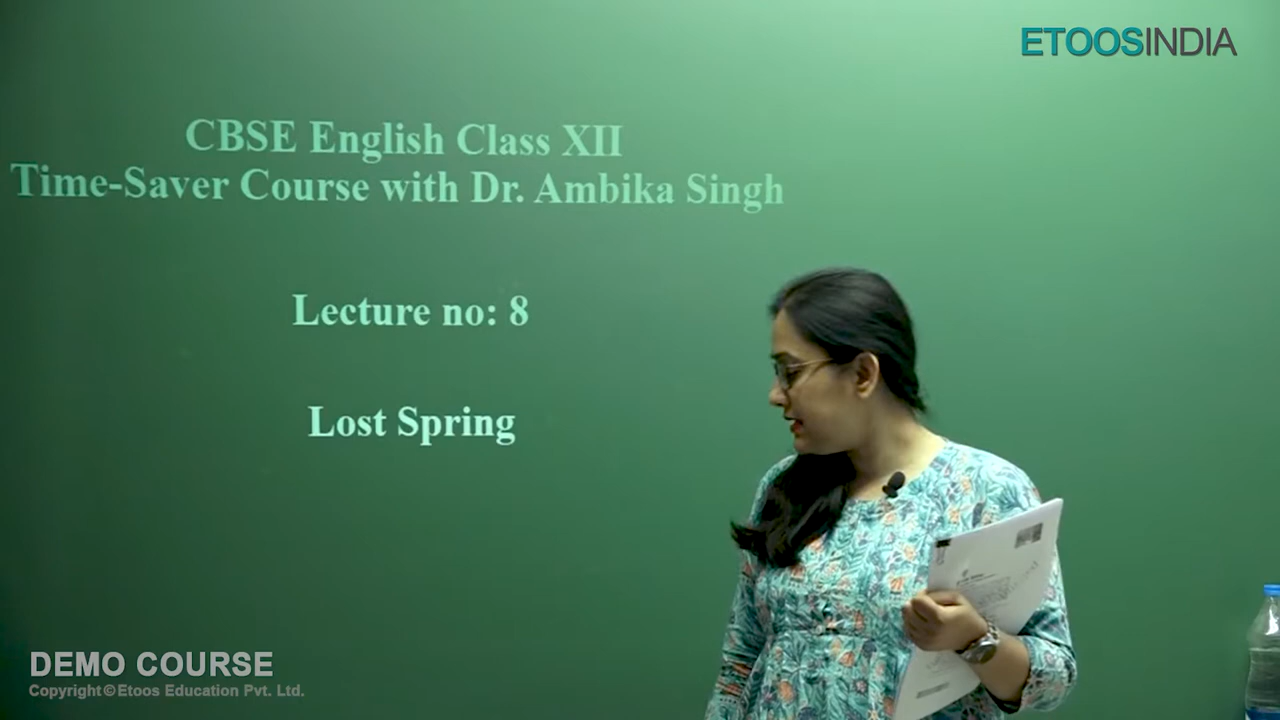 ETOOSINDIA
CBSE English Class XII
Time-Saver Course with Dr. Ambika Singh
Lecture no: 8
Lost Spring
DEMO COURSE
Copyright © Etoos Education Pvt. Ltd.